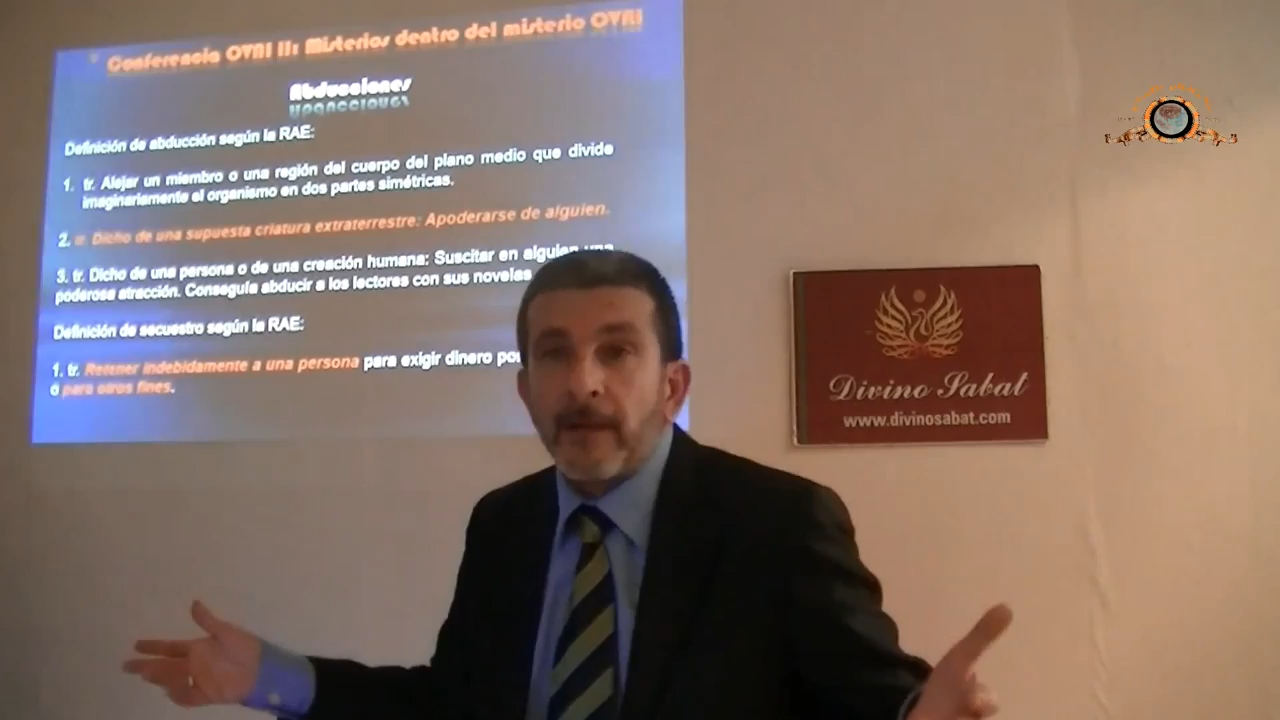 Conferencia OVNI II: Misterios dentro del misterio OVNI
Abducciones
Definición de abducción según la RAE:
1. tr. Alejar un miembro o una región del cuerpo del plano medio que divide
imaginariamente al organismo en dos partes simétricas.
2. tr. Dicho de una supuesta criatura extraterrestre: Apoderarse de alguien.
3. tr. Dicho de una persona o de una creación humana: Suscitar en alguien una
poderosa atracción. Conseguía abducir a los lectores con sus novelas
Definición de secuestro según la RAE:
1. tr. Retener indebidamente a una persona para exigir dinero por
o para otros fines.
Divino Sabat
www.divinosabat.com